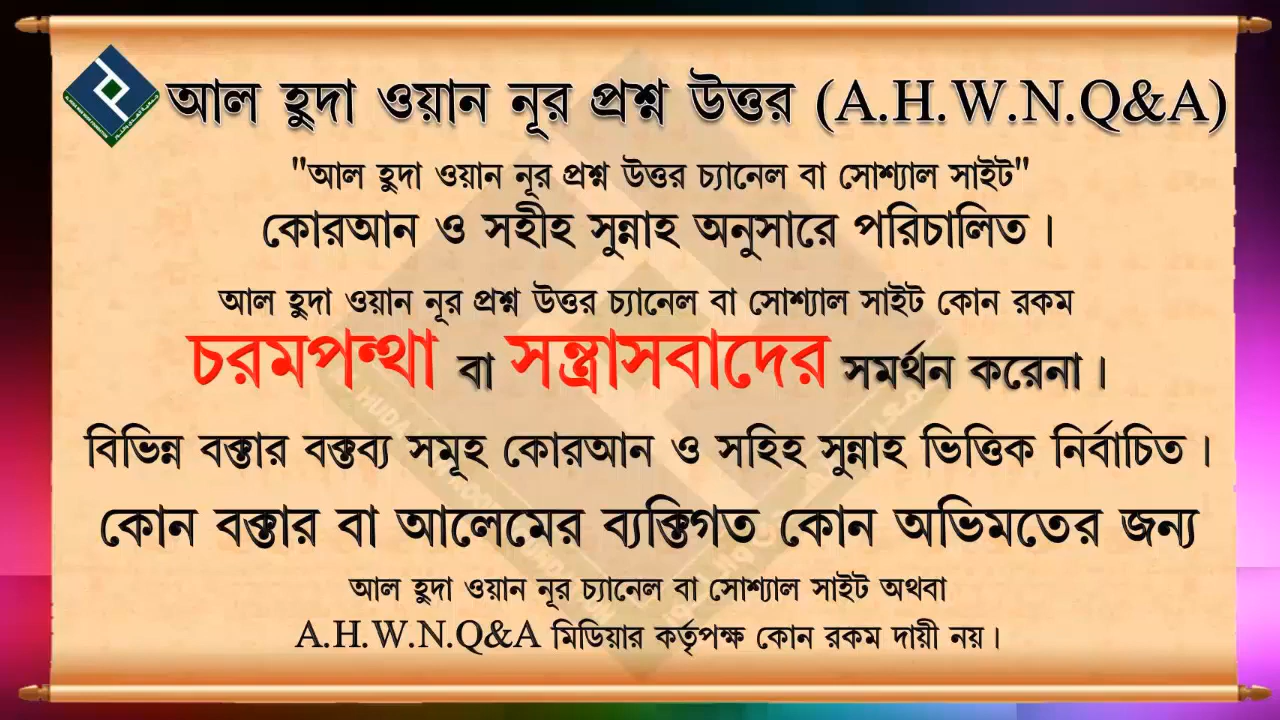 আল হুদা ওয়ান নূর প্রশ্ন উত্তর (A.H.W.N.Q&A)
"আল হুদা ওয়ান নূর প্রশ্ন উত্তর চ্যানেল বা সোশ্যাল সাইট"
কোরআন ও সহীহ সুন্নাহ অনুসারে পরিচালিত।
আল হুদা ওয়ান নূর প্রশ্ন উত্তর চ্যানেল বা সোশ্যাল সাইট কোন রকম
চরমপন্থা বা সন্ত্রাসবাদের সমর্থন করেনা।
বিভিন্ন বক্তার বক্তব্য সমূহ কোরআন ও সহিহ সুন্নাহ ভিত্তিক নির্বাচিত।
কোন বক্তার বা আলেমের ব্যক্তিগত কোন অভিমতের জন্য
আল হুদা ওয়ান নূর চ্যানেল বা সোশ্যাল সাইট অথবা
A.H.W.N.Q&A মিডিয়ার কর্তৃপক্ষ কোন রকম দায়ী নয়।